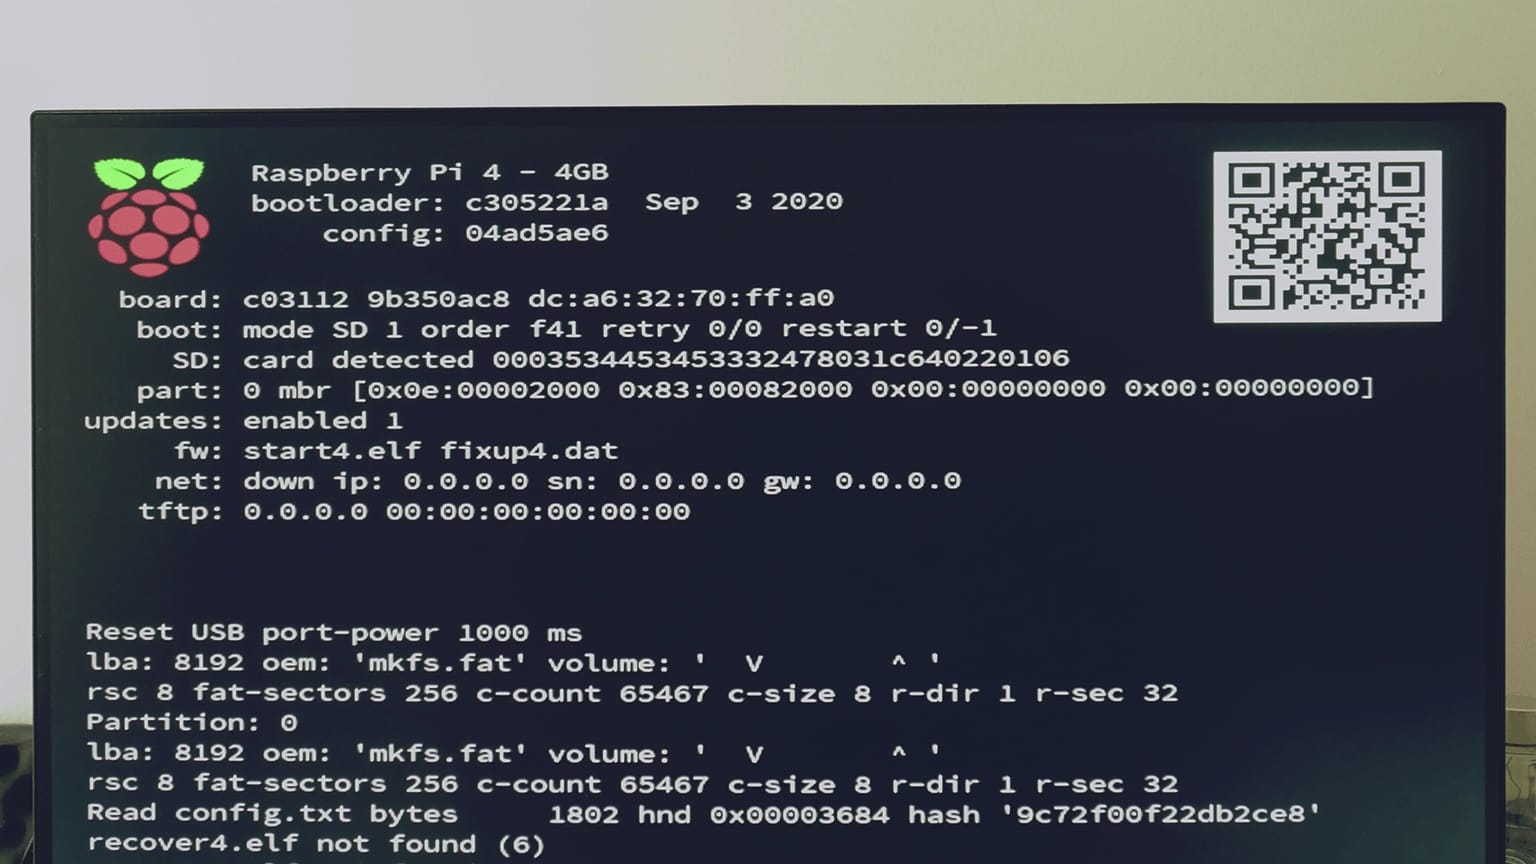 Raspberry Pi 4 - 4GB
bootloader: c305221a Sep 3 2020
config: 04ad5ae6
board: c03112 9b350ac8 dc:a6:32:70:ff:a0
boot: mode SD 1 order f41 retry 0/0 restart 0/-1
SD: card detected 00035344534533324780​31c640220106
part: 0 mbr [0x0e:00002000 0x83:00082000 0x00:00000000 0x00:00000000]
updates: enabled 1
fw: start4.elf fixup4.dat
net: down ip: 0.0.0.0 sn: 0.0.0.0 gw: 0.0.0.0
tftp: 0.0.0.0 00:00:00:00:00:00
Reset USB port-power 1000 ms
lba: 8192 oem: 'mkfs.fat' volume: ' V ^ '
rsc 8 fat-sectors 256 c-count 65467 c-size 8 r-dir 1 r-sec 32
Partition: 0
lba: 8192 oem: 'mkfs.fat' volume: ' V ^ '
rsc 8 fat-sectors 256 c-count 65467 c-size 8 r-dir 1 r-sec 32
Read config.txt bytes 1802 hnd 0x00003684 hash '9c72f00f22db2ce8'
recover4.elf not found (6)